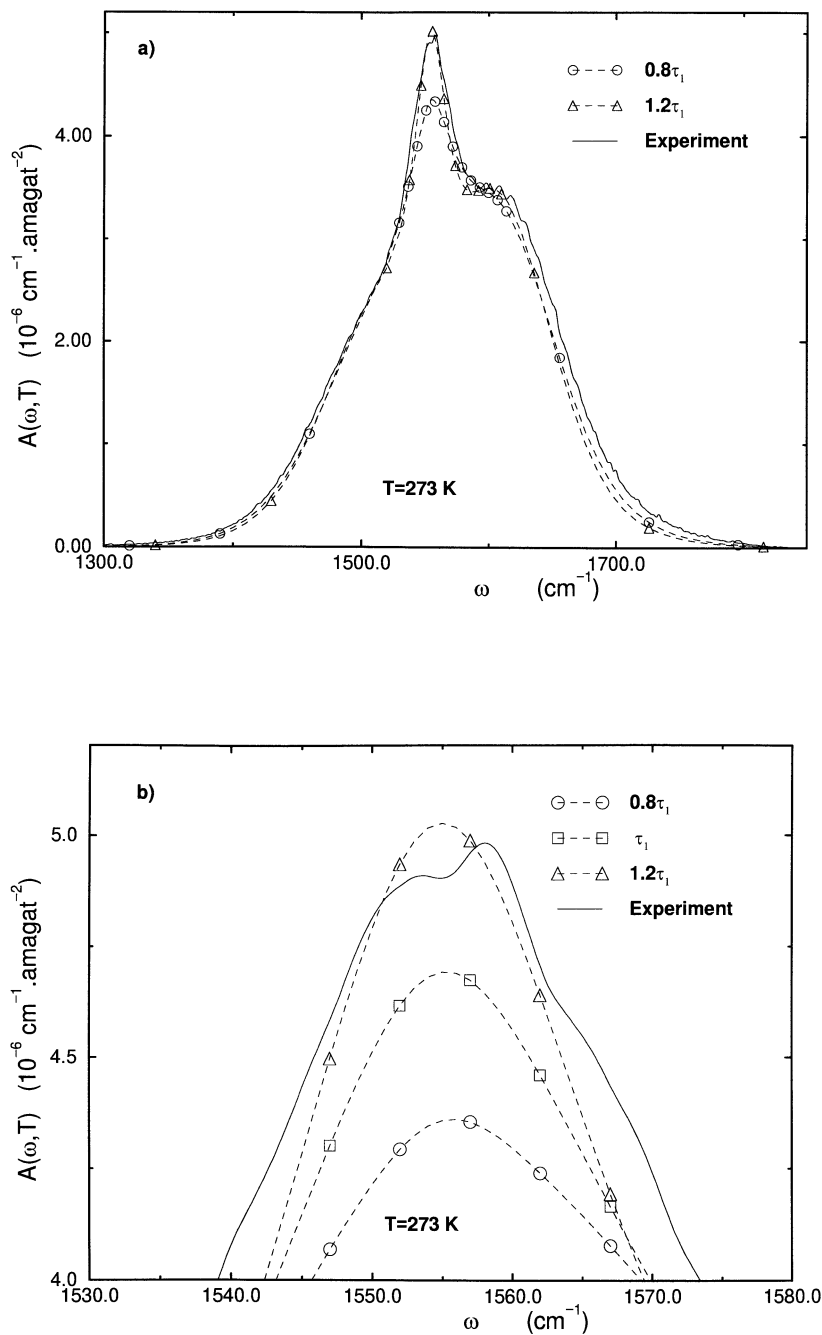 a)
0.8τ₁
1.2τ₁
Experiment
4.00
2.00
0.00
A(ω,T) (10⁻⁶ cm⁻¹.amagat⁻²)
T=273 K
1300.0 1500.0 1700.0
ω (cm⁻¹)
b)
0.8τ₁
τ₁
1.2τ₁
Experiment
5.0
4.5
4.0
A(ω,T) (10⁻⁶ cm⁻¹.amagat⁻²)
T=273 K
1530.0 1540.0 1550.0 1560.0 1570.0 1580.0
ω (cm⁻¹)